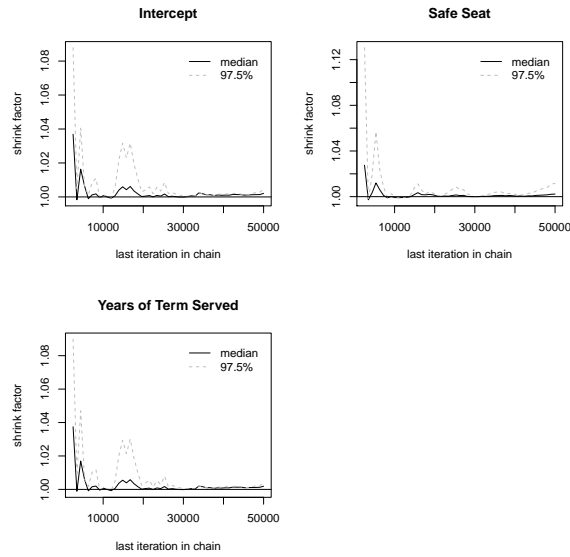 Intercept
median
97.5%
shrink factor
1.00 1.02 1.04 1.06 1.08
10000 30000 50000
last iteration in chain
Safe Seat
median
97.5%
shrink factor
1.00 1.04 1.08 1.12
10000 30000 50000
last iteration in chain
Years of Term Served
median
97.5%
shrink factor
1.00 1.02 1.04 1.06 1.08
10000 30000 50000
last iteration in chain